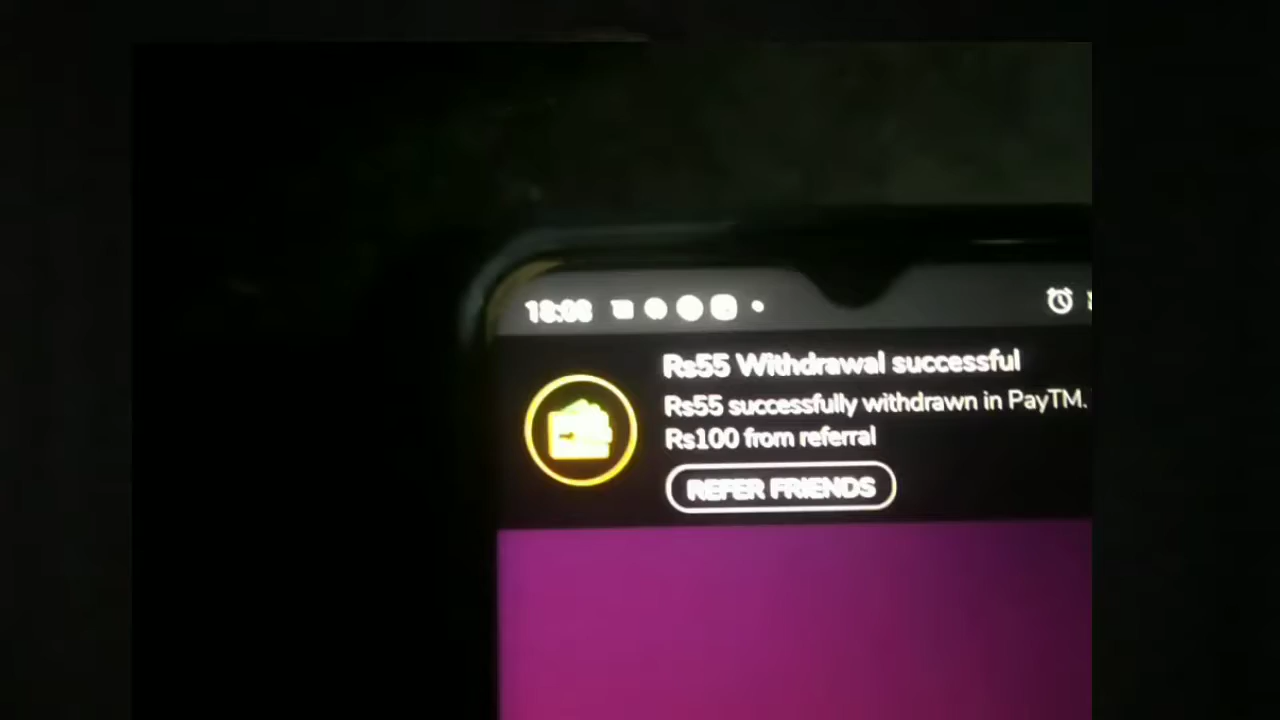 18:08
Rs55 Withdrawal successful
Rs55 successfully withdrawn in PayTM.
Rs100 from referral
REFER FRIENDS